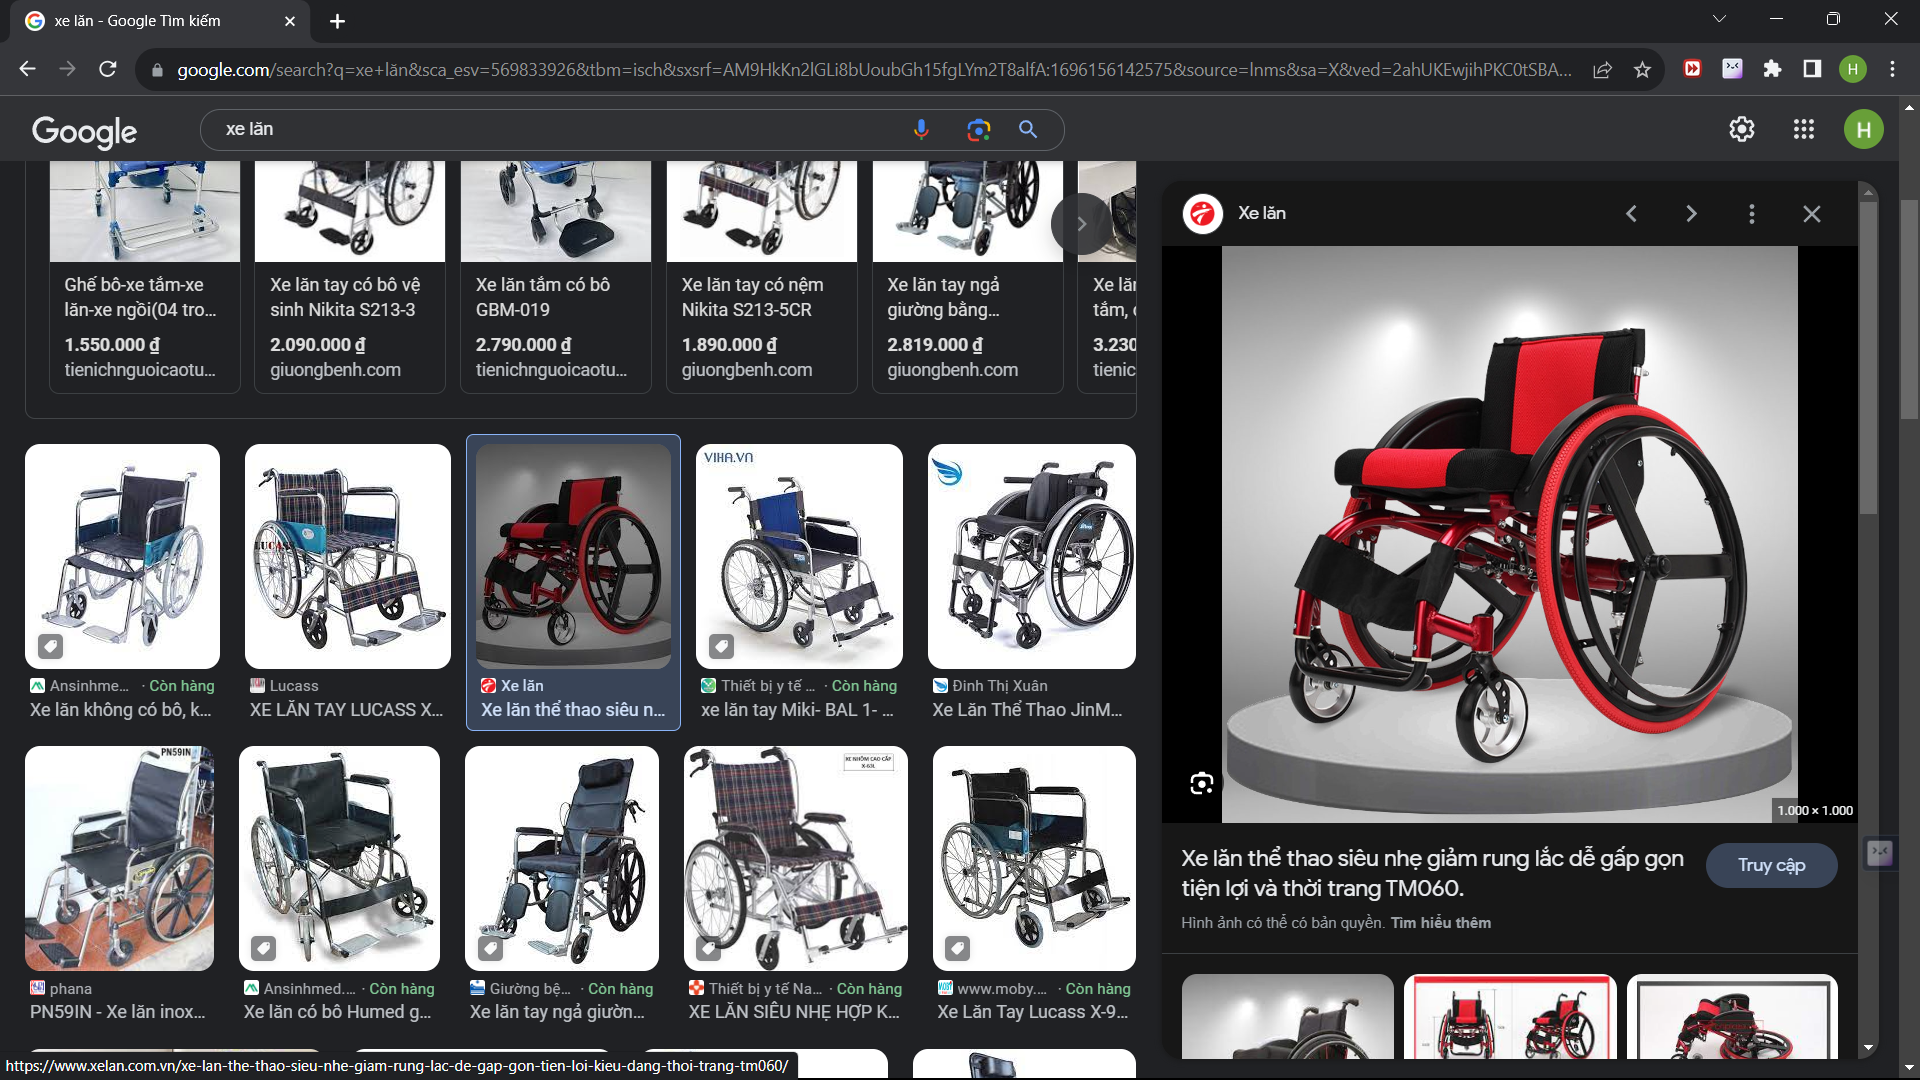 xe lăn - Google Tìm kiếm
google.com/search?q=xe+lăn&sca_esv=569833926&tbm=isch&sxsrf=AM9HkKn2lGLi8bUoubGh15fgLYm2T8alfA:1696156142575&source=lnms&sa=X&ved=2ahUKEwjihPKC0tSBA...
H
Google
xe lăn
H
Ghế bô-xe tắm-xe
lăn-xe ngồi(04 tro...
1.550.000 ₫
tienichnguoicaotu...
Xe lăn tay có bô vệ
sinh Nikita S213-3
2.090.000 ₫
giuongbenh.com
Xe lăn tắm có bô
GBM-019
2.790.000 ₫
tienichnguoicaotu...
Xe lăn tay có nệm
Nikita S213-5CR
1.890.000 ₫
giuongbenh.com
Xe lăn tay ngả
giường bằng...
2.819.000 ₫
giuongbenh.com
tắm,
3.230
tienic
VIHA.VN
LUCASS
Ansinhme... · Còn hàng
Xe lăn không có bô, k...
Lucass
XE LĂN TAY LUCASS X...
Xe lăn
Xe lăn thể thao siêu n...
Thiết bị y tế ... · Còn hàng
xe lăn tay Miki- BAL 1- ...
Đinh Thị Xuân
Xe Lăn Thể Thao JinM...
PN59IN
XE NHÔM CAO CẤP
X-63L
phana
PN59IN - Xe lăn inox...
Ansinhmed.... · Còn hàng
Xe lăn có bô Humed g...
Giường bệ... · Còn hàng
Xe lăn tay ngả giườn...
Thiết bị y tế Na... · Còn hàng
XE LĂN SIÊU NHẸ HỢP K...
www.moby.... · Còn hàng
Xe Lăn Tay Lucass X-9...
Xe lăn
1.000 × 1.000
Xe lăn thể thao siêu nhẹ giảm rung lắc dễ gấp gọn
tiện lợi và thời trang TM060.
Truy cập
Hình ảnh có thể có bản quyền. Tìm hiểu thêm
https://www.xelan.com.vn/xe-lan-the-thao-sieu-nhe-giam-rung-lac-de-gap-gon-tien-loi-kieu-dang-thoi-trang-tm060/